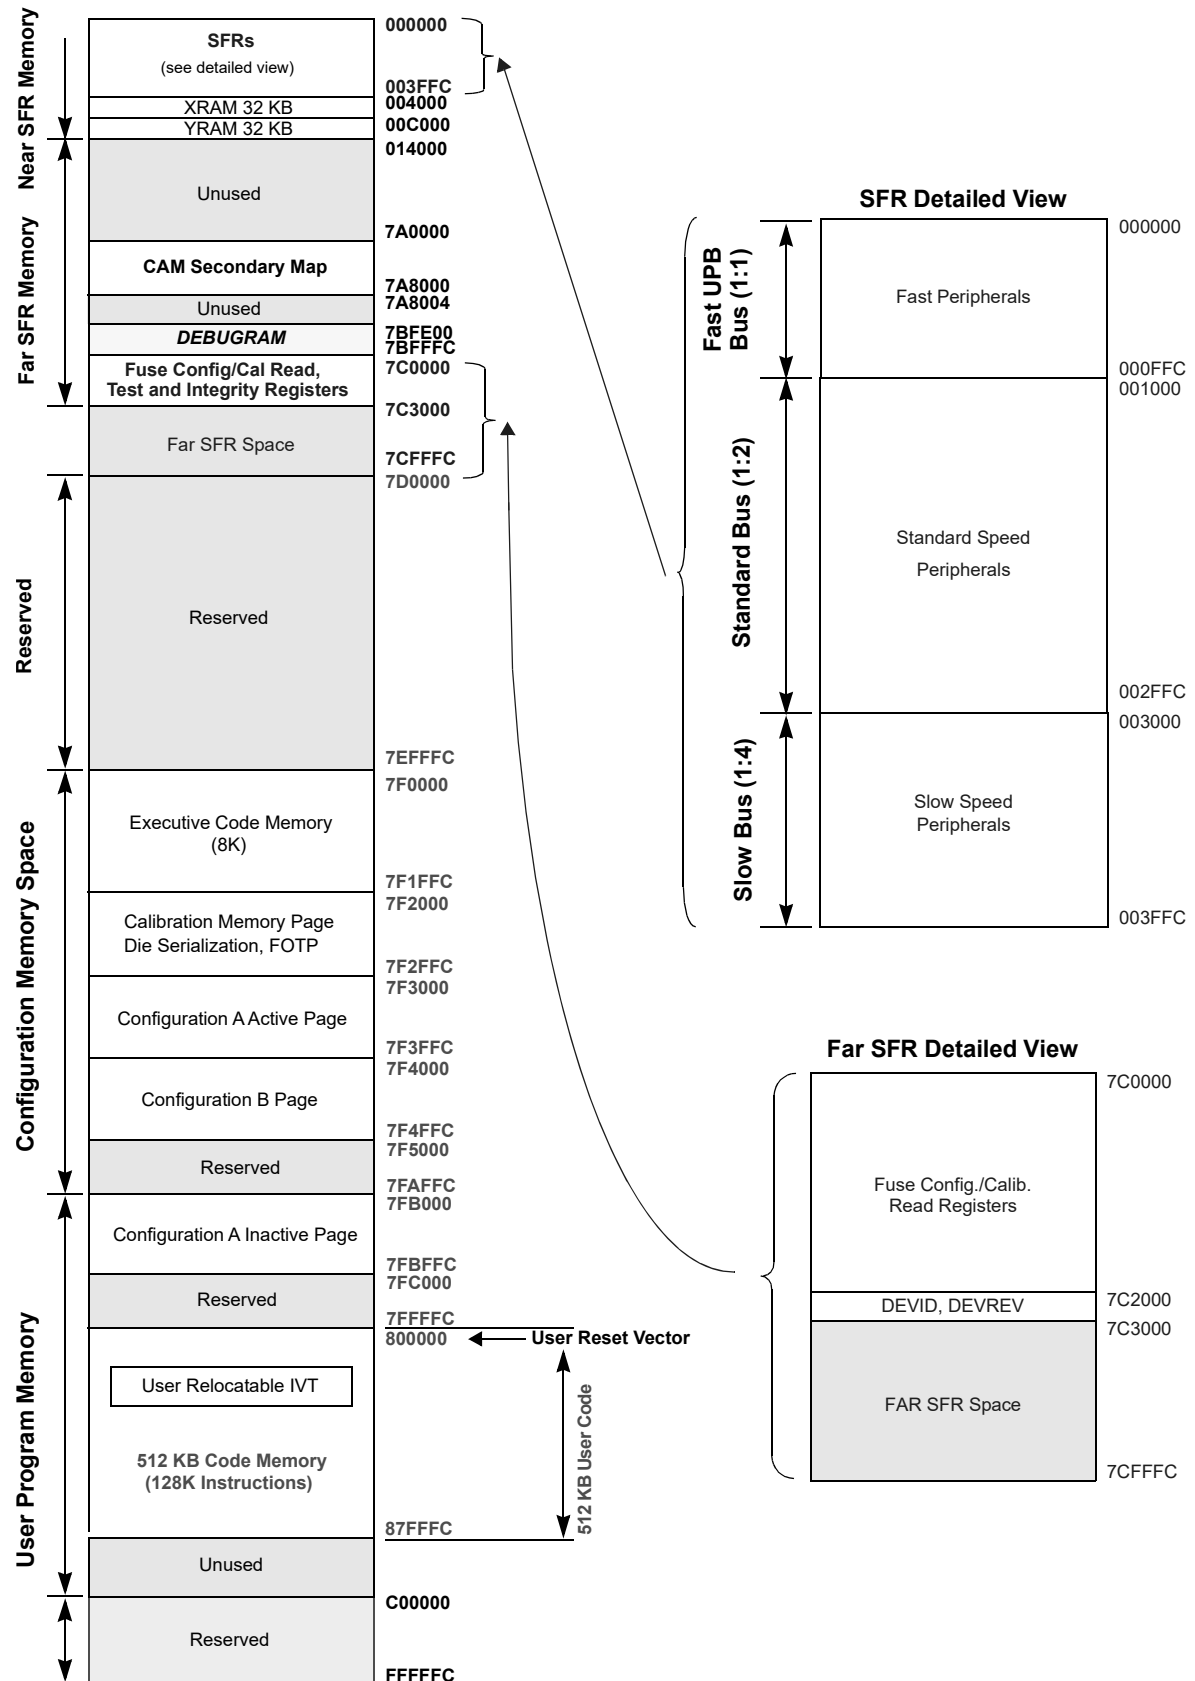 Near SFR Memory
SFRs
(see detailed view)
000000
003FFC
XRAM 32 KB
004000
YRAM 32 KB
00C000
014000
Far SFR Memory
Unused
7A0000
CAM Secondary Map
7A8000
7A8004
Unused
DEBUGRAM
7BFE00
7BFFFC
Fuse Config/Cal Read,
Test and Integrity Registers
7C0000
7C3000
Far SFR Space
7CFFFC
7D0000
Reserved
Reserved
7EFFFC
Configuration Memory Space
7F0000
Executive Code Memory
(8K)
7F1FFC
7F2000
Calibration Memory Page
Die Serialization, FOTP
7F2FFC
7F3000
Configuration A Active Page
7F3FFC
7F4000
Configuration B Page
7F4FFC
7F5000
Reserved
7FAFFC
User Program Memory
7FB000
Configuration A Inactive Page
7FBFFC
7FC000
Reserved
7FFFFC
800000
User Reset Vector
User Relocatable IVT
512 KB Code Memory
(128K Instructions)
512 KB User Code
87FFFC
Unused
C00000
Reserved
FFFFFC
SFR Detailed View
Fast UPB
Bus (1:1)
000000
Fast Peripherals
000FFC
001000
Standard Bus (1:2)
Standard Speed
Peripherals
002FFC
003000
Slow Bus (1:4)
Slow Speed
Peripherals
003FFC
Far SFR Detailed View
7C0000
Fuse Config./Calib.
Read Registers
7C2000
DEVID, DEVREV
7C3000
FAR SFR Space
7CFFFC